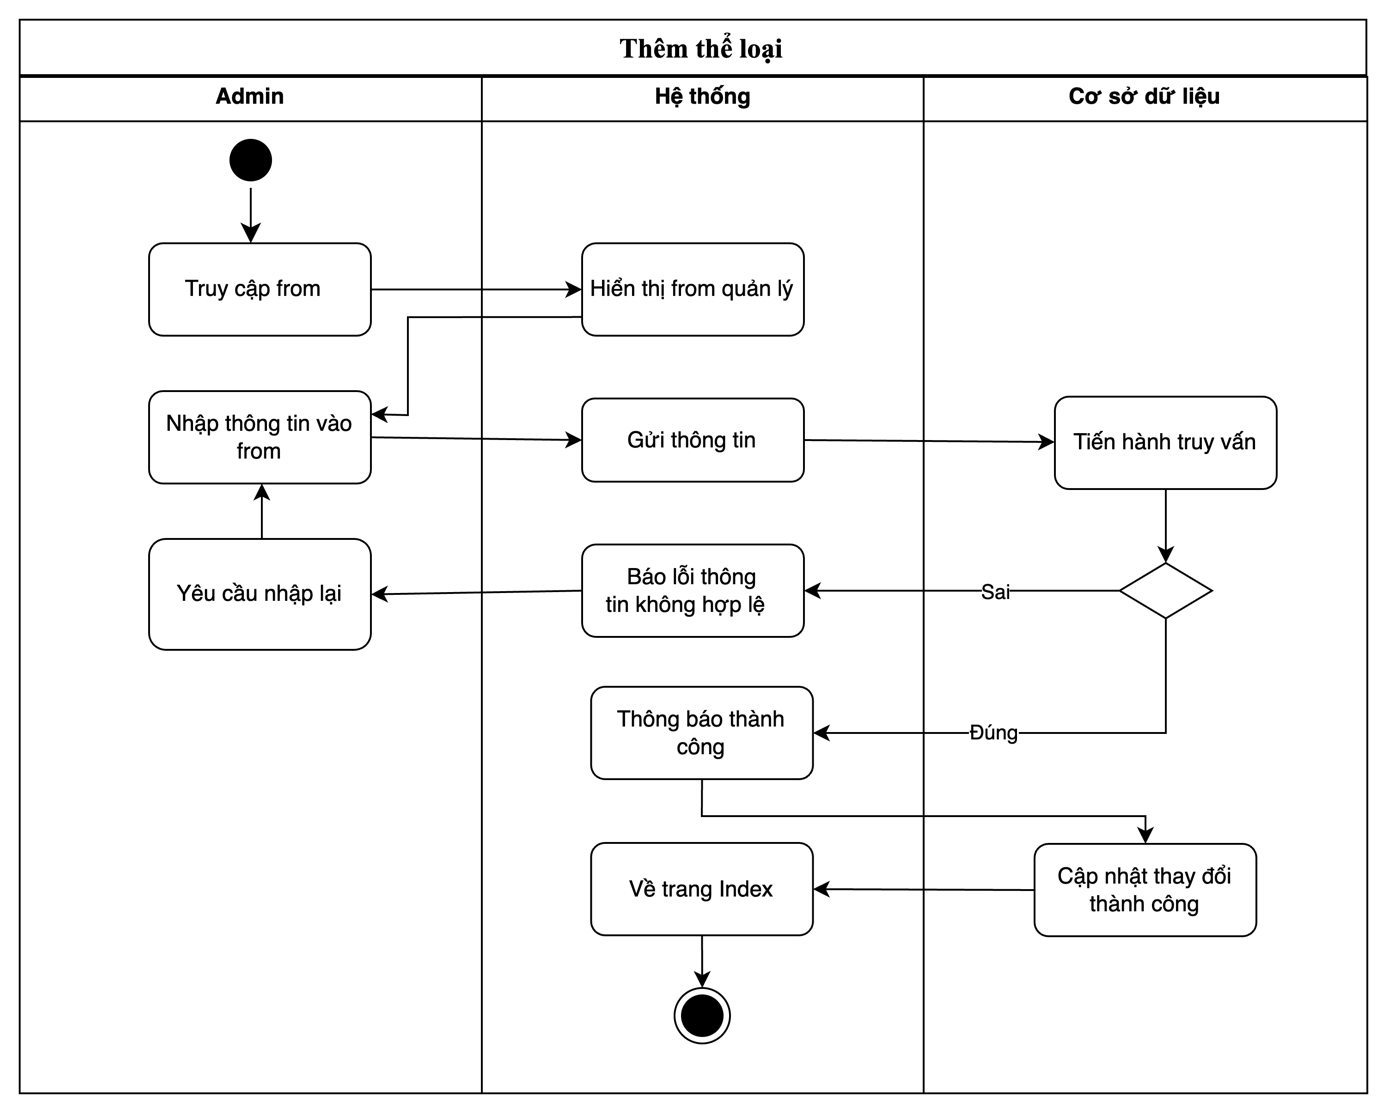 Thêm thể loại
Admin
Hệ thống
Cơ sở dữ liệu
Truy cập from
Hiển thị from quản lý
Nhập thông tin vào
from
Gửi thông tin
Tiến hành truy vấn
Yêu cầu nhập lại
Báo lỗi thông
tin không hợp lệ
Sai
Thông báo thành
công
Đúng
Về trang Index
Cập nhật thay đổi
thành công